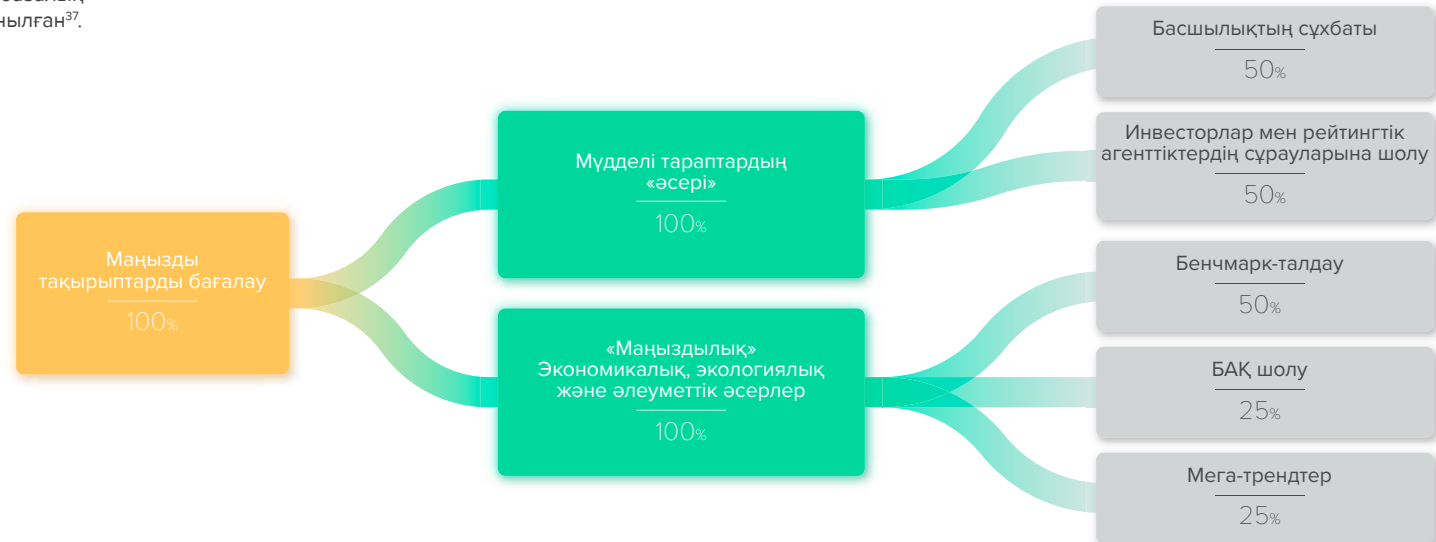 нылған³⁷.
Маңызды
тақырыптарды бағалау
100%
Мүдделі тараптардың
«әсері»
100%
«Маңыздылық»
Экономикалық, экологиялық
және әлеуметтік әсерлер
100%
Басшылықтың сұхбаты
50%
Инвесторлар мен рейтингтік
агенттіктердің сұрауларына шолу
50%
Бенчмарк-талдау
50%
БАҚ шолу
25%
Мега-трендтер
25%